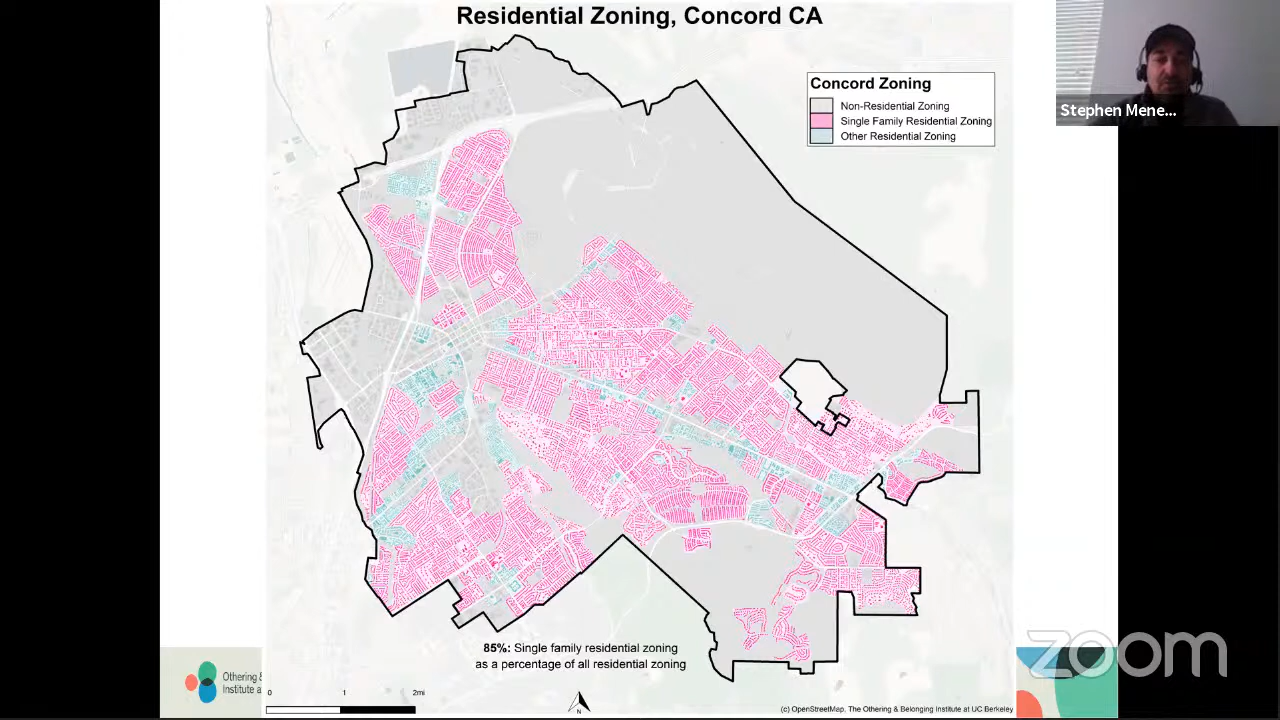 Residential Zoning, Concord CA
Concord Zoning
Non-Residential Zoning
Single Family Residential Zoning
Other Residential Zoning
Stephen Mene...
85%: Single family residential zoning
as a percentage of all residential zoning
Othering &
Institute a
0 1 2mi
N
(c) OpenStreetMap, The Othering & Belonging Institute at UC Berkeley
zoom